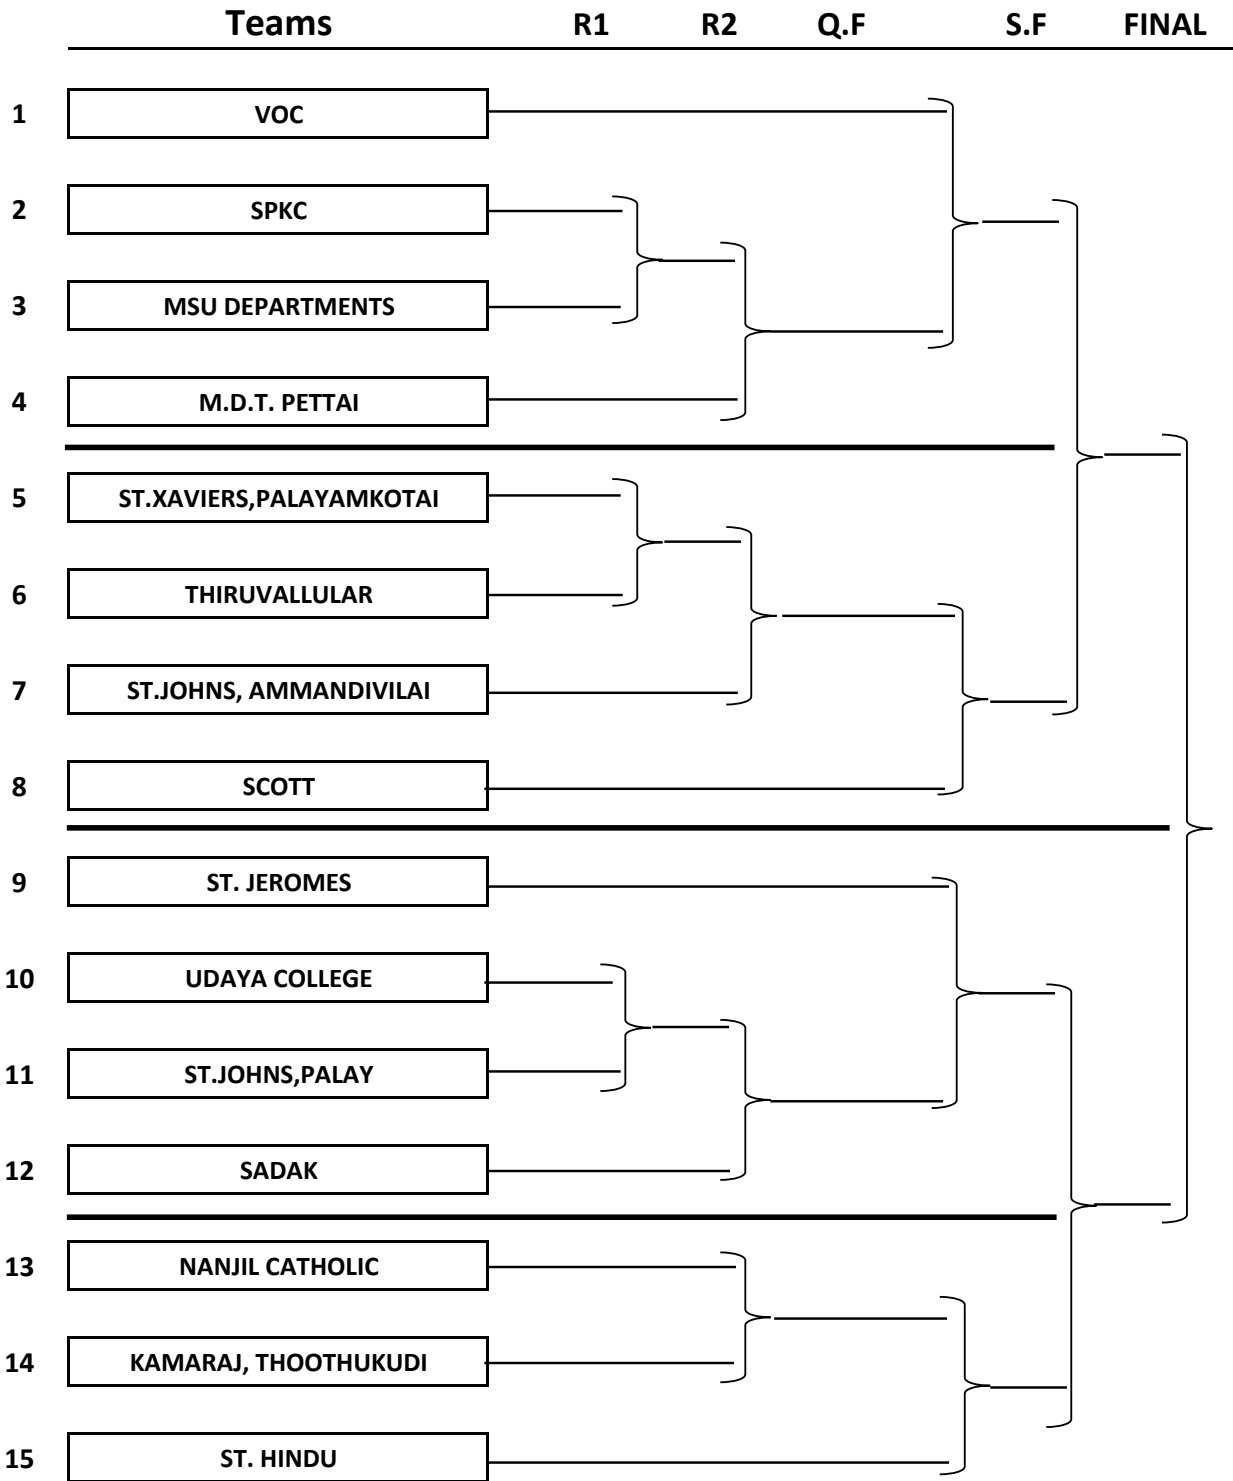 Teams R1 R2 Q.F S.F FINAL
1 VOC
2 SPKC
3 MSU DEPARTMENTS
4 M.D.T. PETTAI
5 ST.XAVIERS,PALAYAMKOTAI
6 THIRUVALLULAR
7 ST.JOHNS, AMMANDIVILAI
8 SCOTT
9 ST. JEROMES
10 UDAYA COLLEGE
11 ST.JOHNS,PALAY
12 SADAK
13 NANJIL CATHOLIC
14 KAMARAJ, THOOTHUKUDI
15 ST. HINDU